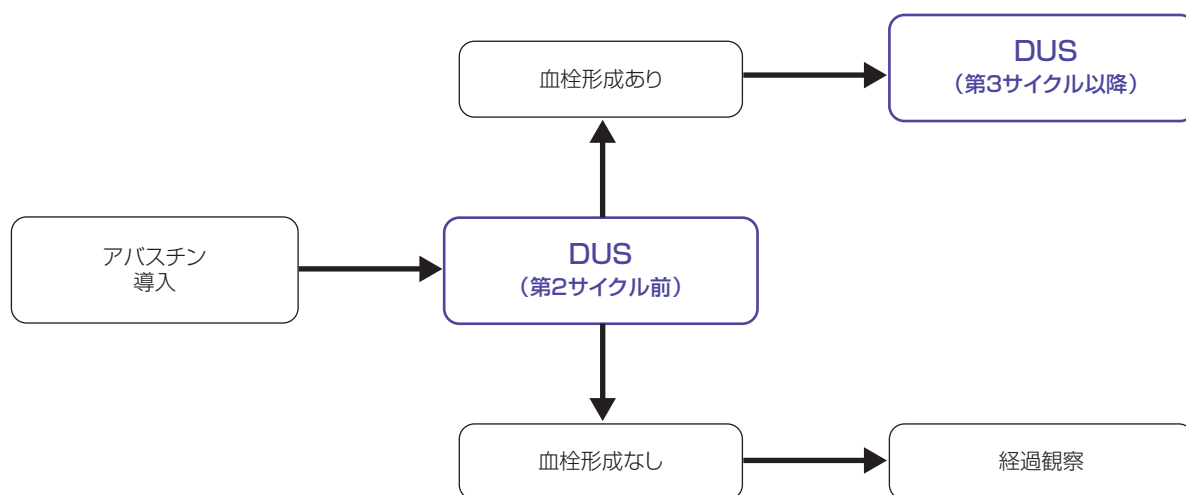 血栓形成あり
DUS
（第3サイクル以降）
アバスチン
導入
DUS
（第2サイクル前）
血栓形成なし
経過観察